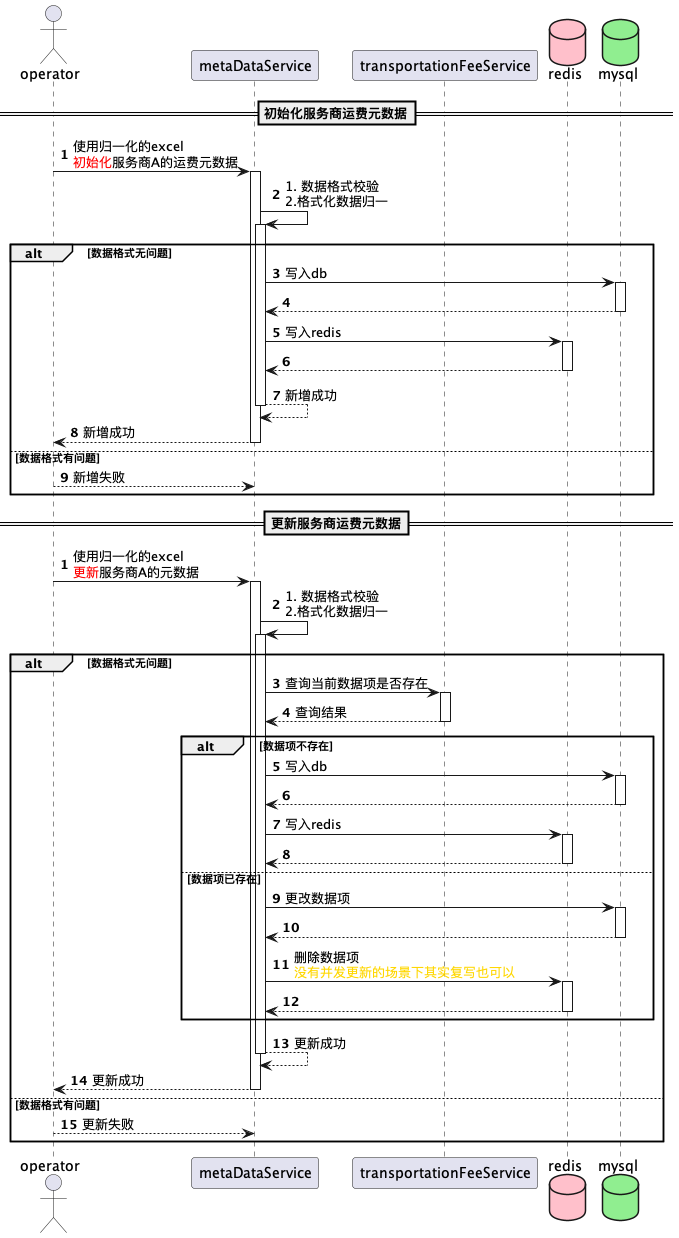 operator
metaDataService
transportationFeeService
redis
mysql
初始化服务商运费元数据
1 使用归一化的excel
初始化服务商A的运费元数据
2 1. 数据格式校验
2.格式化数据归一
alt [数据格式无问题]
3 写入db
4
5 写入redis
6
7 新增成功
8 新增成功
[数据格式有问题]
9 新增失败
更新服务商运费元数据
1 使用归一化的excel
更新服务商A的元数据
2 1. 数据格式校验
2.格式化数据归一
alt [数据格式无问题]
3 查询当前数据项是否存在
4 查询结果
alt [数据项不存在]
5 写入db
6
7 写入redis
8
[数据项已存在]
9 更改数据项
10
11 删除数据项
没有并发更新的场景下其实复写也可以
12
13 更新成功
14 更新成功
[数据格式有问题]
15 更新失败
operator
metaDataService
transportationFeeService
redis
mysql